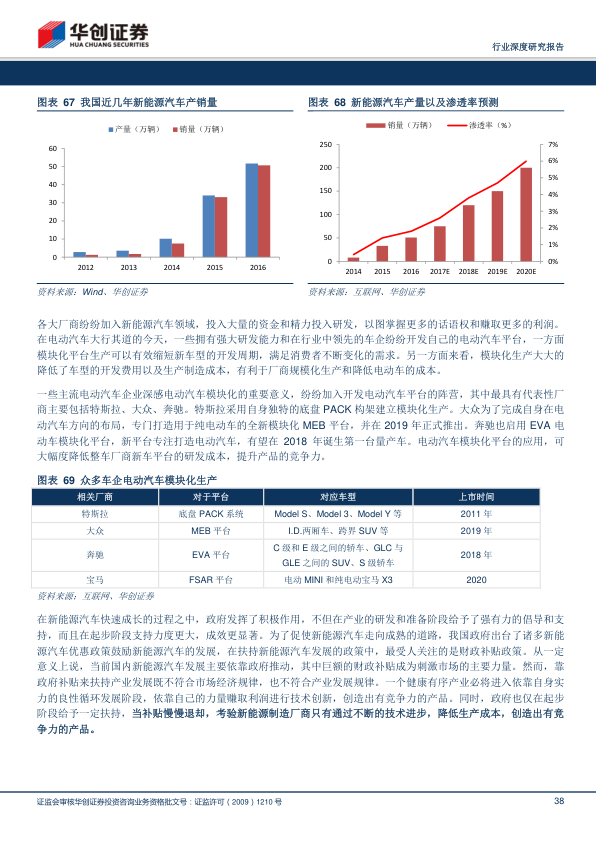 华创证券
HUA CHUANG SECURITIES
行业深度研究报告
图表 67 我国近几年新能源汽车产销量
产量（万辆） 销量（万辆）
60
50
40
30
20
10
0
2012 2013 2014 2015 2016
资料来源：Wind、华创证券
图表 68 新能源汽车产量以及渗透率预测
销量（万辆） 渗透率（%）
250
200
150
100
50
0
7%
6%
5%
4%
3%
2%
1%
0%
2014 2015 2016 2017E 2018E 2019E 2020E
资料来源：互联网、华创证券
各大厂商纷纷加入新能源汽车领域，投入大量的资金和精力投入研发，以图掌握更多的话语权和赚取更多的利润。
在电动汽车大行其道的今天，一些拥有强大研发能力和在行业中领先的车企纷纷开发自己的电动汽车平台，一方面
模块化平台生产可以有效缩短新车型的开发周期，满足消费者不断变化的需求。另一方面来看，模块化生产大大的
降低了车型的开发费用以及生产制造成本，有利于厂商规模化生产和降低电动车的成本。
一些主流电动汽车企业深感电动汽车模块化的重要意义，纷纷加入开发电动汽车平台的阵营，其中最具有代表性厂
商主要包括特斯拉、大众、奔驰。特斯拉采用自身独特的底盘 PACK 构架建立模块化生产。大众为了完成自身在电
动汽车方向的布局，专门打造用于纯电动车的全新模块化 MEB 平台，并在 2019 年正式推出。奔驰也启用 EVA 电
动车模块化平台，新平台专注打造电动汽车，有望在 2018 年诞生第一台量产车。电动汽车模块化平台的应用，可
大幅度降低整车厂商新车平台的研发成本，提升产品的竞争力。
图表 69 众多车企电动汽车模块化生产
相关厂商 对于平台 对应车型 上市时间
特斯拉 底盘 PACK 系统 Model S、Model 3、Model Y 等 2011 年
大众 MEB 平台 I.D.两厢车、跨界 SUV 等 2019 年
奔驰 EVA 平台 C 级和 E 级之间的轿车、GLC 与
GLE 之间的 SUV、S 级轿车 2018 年
宝马 FSAR 平台 电动 MINI 和纯电动宝马 X3 2020
资料来源：互联网、华创证券
在新能源汽车快速成长的过程之中，政府发挥了积极作用，不但在产业的研发和准备阶段给予了强有力的倡导和支
持，而且在起步阶段支持力度更大，成效更显著。为了促使新能源汽车走向成熟的道路，我国政府出台了诸多新能
源汽车优惠政策鼓励新能源汽车的发展，在扶持新能源汽车发展的政策中，最受人关注的是财政补贴政策。从一定
意义上说，当前国内新能源汽车发展主要依靠政府推动，其中巨额的财政补贴成为刺激市场的主要力量。然而，靠
政府补贴来扶持产业发展既不符合市场经济规律，也不符合产业发展规律。一个健康有序产业必将进入依靠自身实
力的良性循环发展阶段，依靠自己的力量赚取利润进行技术创新，创造出有竞争力的产品。同时，政府也仅在起步
阶段给予一定扶持，当补贴慢慢退却，考验新能源制造厂商只有通过不断的技术进步，降低生产成本，创造出有竞
争力的产品。
证监会审核华创证券投资咨询业务资格批文号：证监许可（2009）1210 号
38